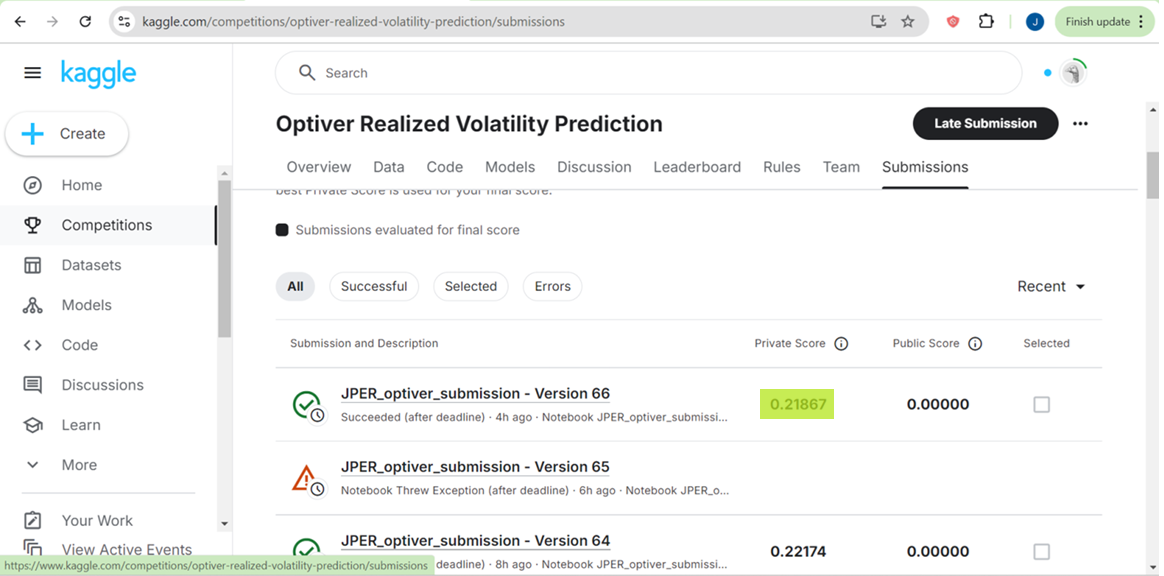 kaggle.com/competitions/optiver-realized-volatility-prediction/submissions
J
Finish update
kaggle
Search
Create
Optiver Realized Volatility Prediction
Late Submission
Overview Data Code Models Discussion Leaderboard Rules Team Submissions
best Private Score is used for your final score.
Submissions evaluated for final score
All Successful Selected Errors
Recent
Submission and Description Private Score Public Score Selected
JPER_optiver_submission - Version 66
Succeeded (after deadline) · 4h ago · Notebook JPER_optiver_submissi...
0.21867 0.00000
JPER_optiver_submission - Version 65
Notebook Threw Exception (after deadline) · 6h ago · Notebook JPER_o...
JPER_optiver_submission - Version 64
deadline) · 8h ago · Notebook JPER_optiver_submissi...
0.22174 0.00000
Home
Competitions
Datasets
Models
Code
Discussions
Learn
More
Your Work
View Active Events
https://www.kaggle.com/competitions/optiver-realized-volatility-prediction/submissions